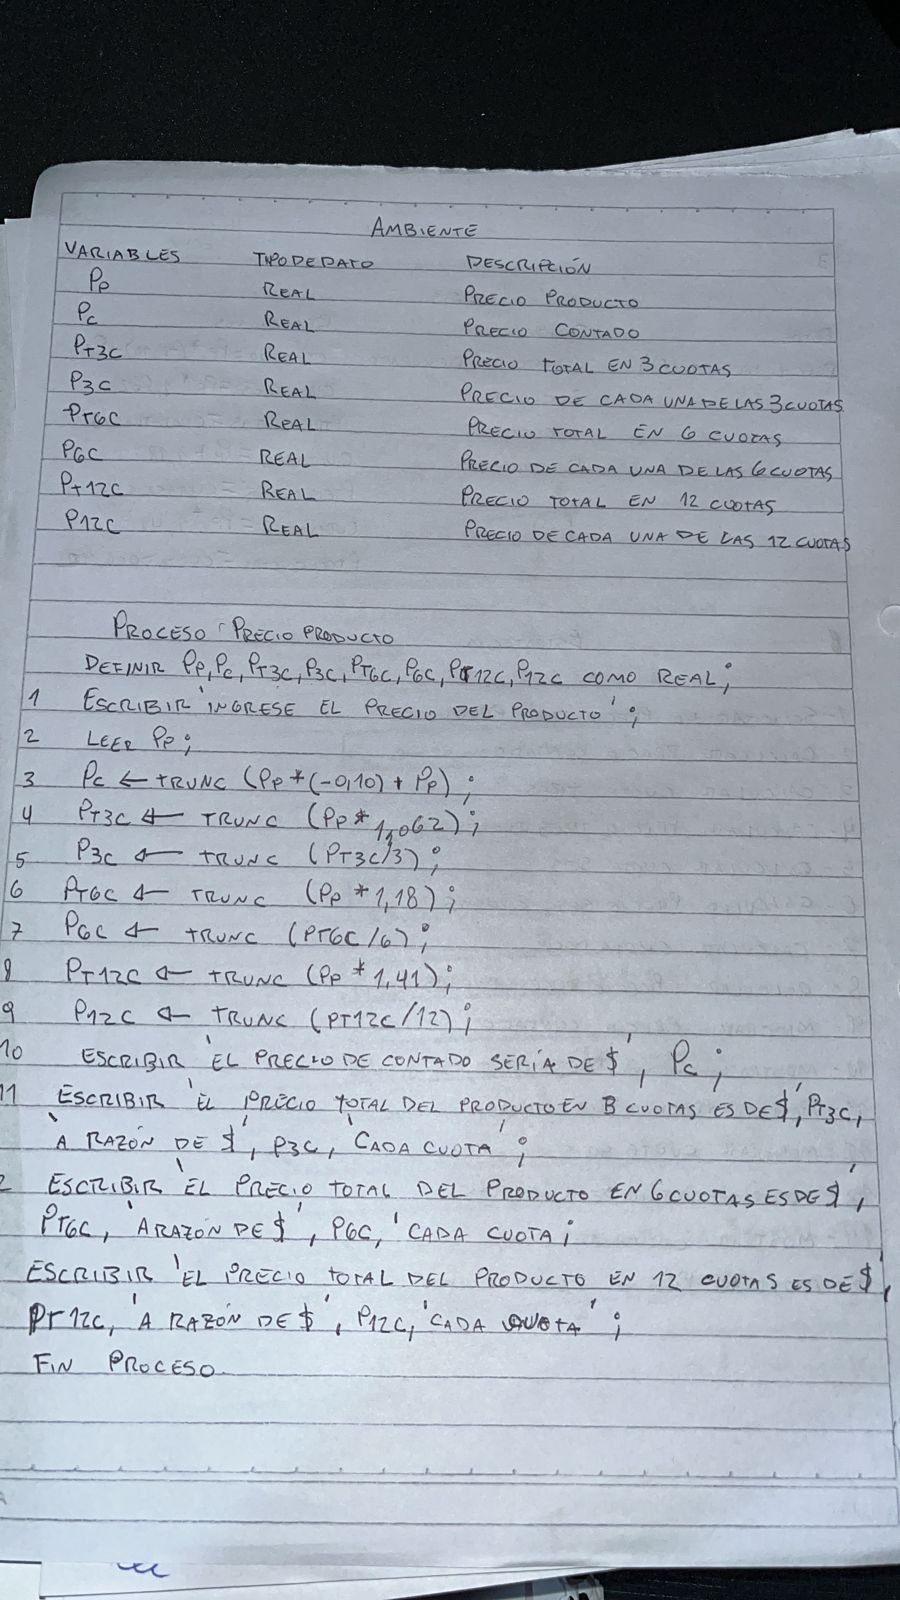 AMBIENTE
VARIABLES TIPO DE DATO DESCRIPCIÓN
Pp REAL PRECIO PRODUCTO
Pc REAL PRECIO CONTADO
PT3C REAL PRECIO TOTAL EN 3 CUOTAS
P3C REAL PRECIO DE CADA UNA DE LAS 3 CUOTAS
PT6C REAL PRECIO TOTAL EN 6 CUOTAS
P6C REAL PRECIO DE CADA UNA DE LAS 6 CUOTAS
PT12C REAL PRECIO TOTAL EN 12 CUOTAS
P12C REAL PRECIO DE CADA UNA DE LAS 12 CUOTAS
PROCESO PRECIO PRODUCTO
DEFINIR Pp, Pc, PT3C, P3C, PT6C, P6C, PT12C, P12C COMO REAL;
1 ESCRIBIR 'INGRESE EL PRECIO DEL PRODUCTO';
2 LEER Pp;
3 Pc ← TRUNC (Pp*(-0,10) + Pp);
4 PT3C ← TRUNC (Pp * 1,062);
5 P3C ← TRUNC (PT3C/3);
6 PT6C ← TRUNC (Pp * 1,18);
7 P6C ← TRUNC (PT6C/6);
8 PT12C ← TRUNC (Pp * 1,41);
9 P12C ← TRUNC (PT12C/12);
10 ESCRIBIR 'EL PRECIO DE CONTADO SERÍA DE $', Pc;
11 ESCRIBIR 'EL PRECIO TOTAL DEL PRODUCTO EN 3 CUOTAS ES DE $', PT3C,
'A RAZÓN DE $', P3C, 'CADA CUOTA';
2 ESCRIBIR 'EL PRECIO TOTAL DEL PRODUCTO EN 6 CUOTAS ES DE $',
PT6C, 'A RAZÓN DE $', P6C, 'CADA CUOTA;
ESCRIBIR 'EL PRECIO TOTAL DEL PRODUCTO EN 12 CUOTAS ES DE $',
PT12C, 'A RAZÓN DE $', P12C, 'CADA CUOTA';
FIN PROCESO